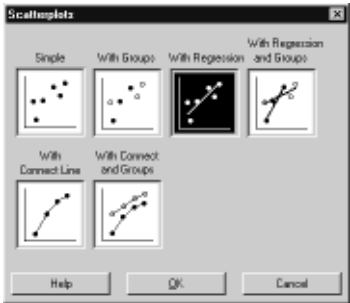 Scatterplots
Simple
With Groups
With Regression
With Regression
and Groups
With
Connect Line
With Connect
and Groups
Help
OK
Cancel